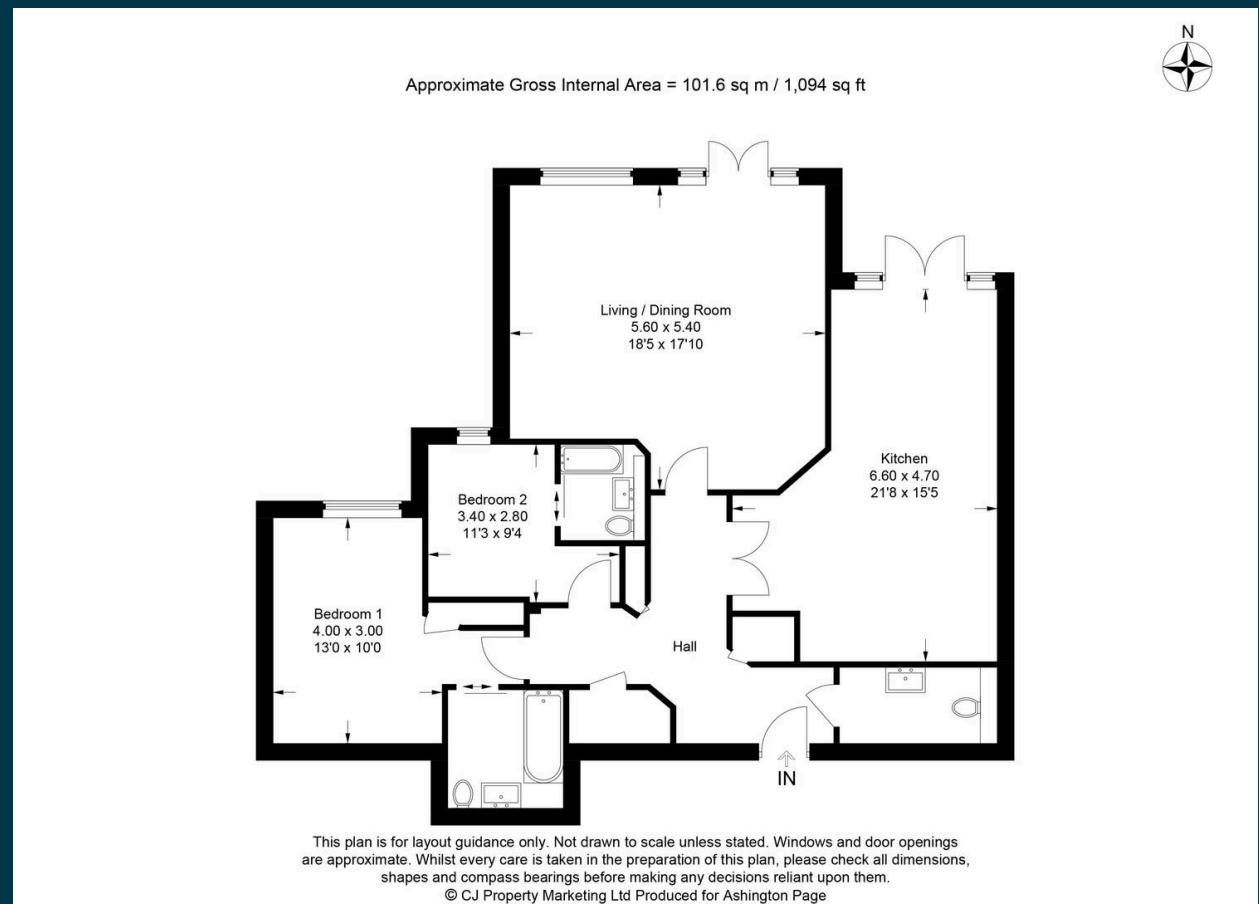 N
Approximate Gross Internal Area = 101.6 sq m / 1,094 sq ft
Living / Dining Room
5.60 x 5.40
18'5 x 17'10
Kitchen
6.60 x 4.70
21'8 x 15'5
Bedroom 2
3.40 x 2.80
11'3 x 9'4
Bedroom 1
4.00 x 3.00
13'0 x 10'0
Hall
IN
This plan is for layout guidance only. Not drawn to scale unless stated. Windows and door openings
are approximate. Whilst every care is taken in the preparation of this plan, please check all dimensions,
shapes and compass bearings before making any decisions reliant upon them.
© CJ Property Marketing Ltd Produced for Ashington Page